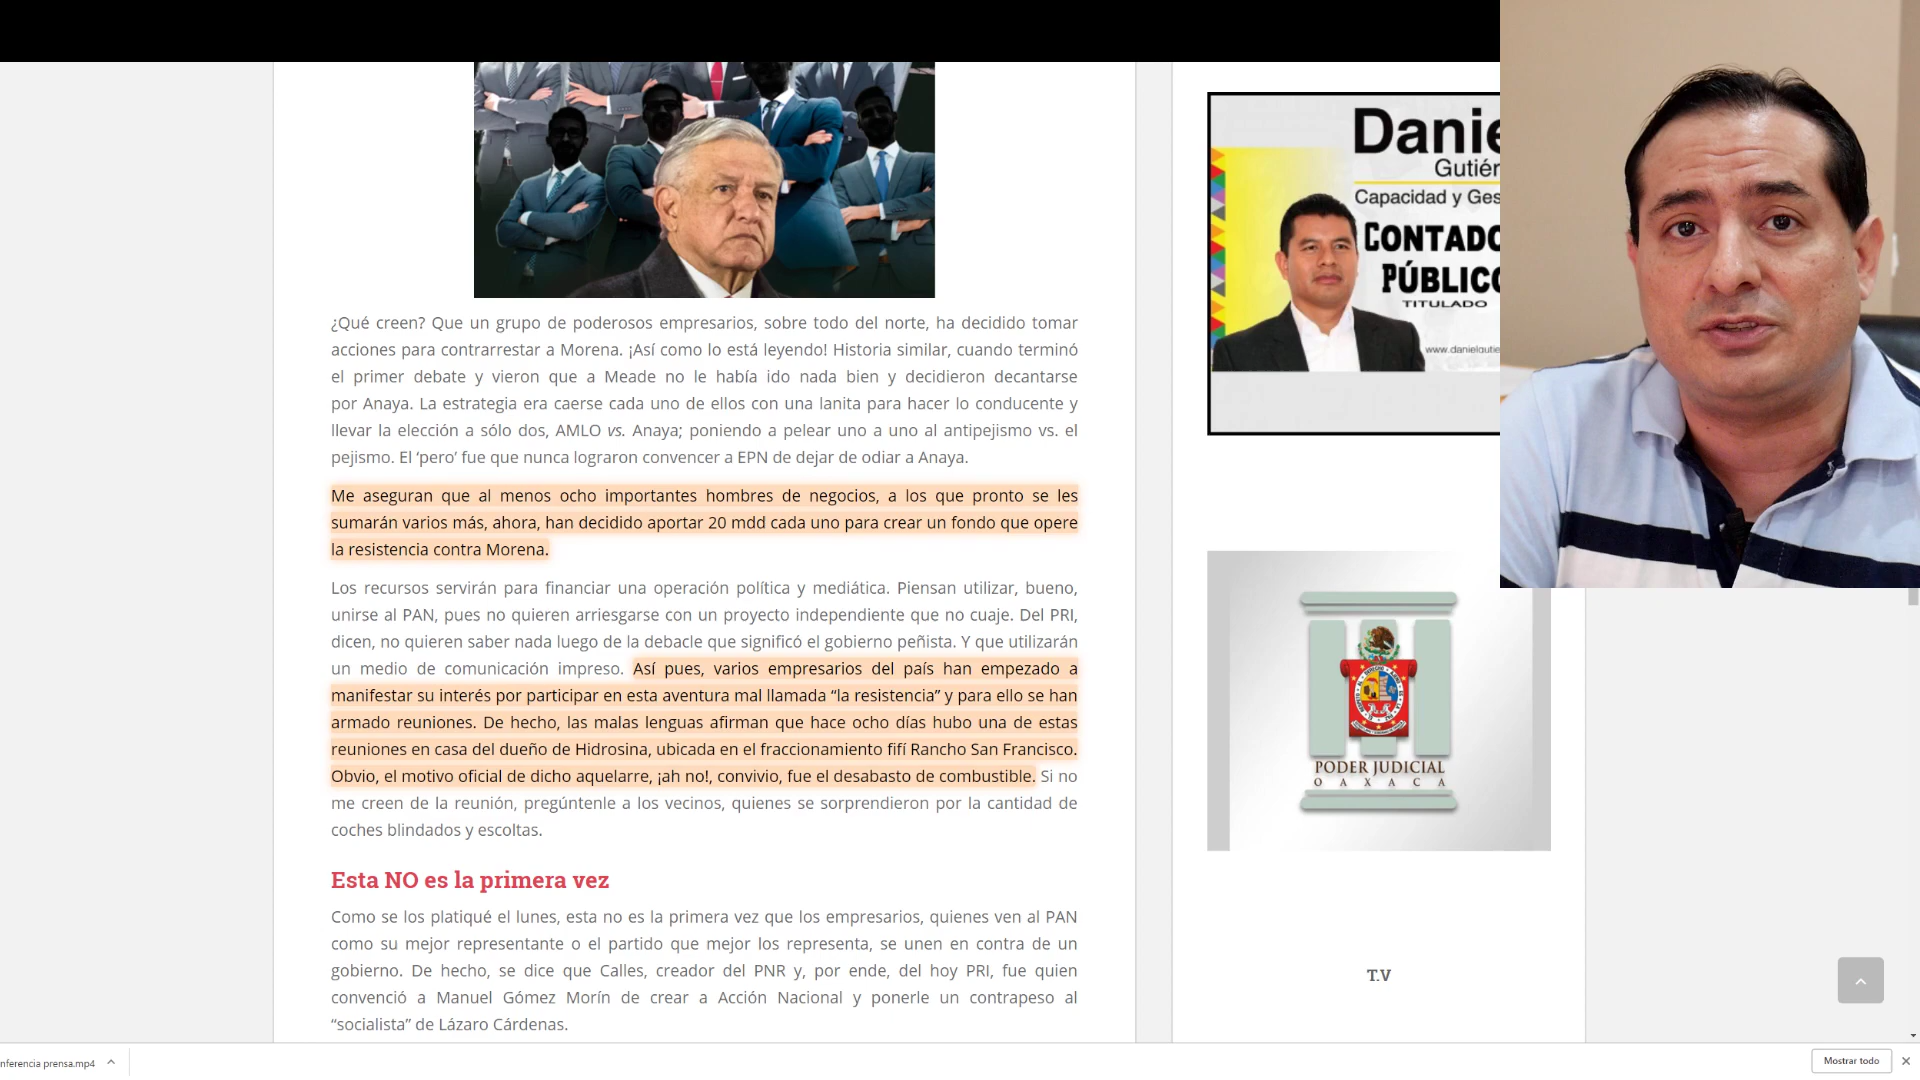 ¿Qué creen? Que un grupo de poderosos empresarios, sobre todo del norte, ha decidido tomar
acciones para contrarrestar a Morena. ¡Así como lo está leyendo! Historia similar, cuando terminó
el primer debate y vieron que a Meade no le había ido nada bien y decidieron decantarse
por Anaya. La estrategia era caerse cada uno de ellos con una lanita para hacer lo conducente y
llevar la elección a sólo dos, AMLO vs. Anaya; poniendo a pelear uno a uno al antipejismo vs. el
pejismo. El ‘pero’ fue que nunca lograron convencer a EPN de dejar de odiar a Anaya.
Me aseguran que al menos ocho importantes hombres de negocios, a los que pronto se les
sumarán varios más, ahora, han decidido aportar 20 mdd cada uno para crear un fondo que opere
la resistencia contra Morena.
Los recursos servirán para financiar una operación política y mediática. Piensan utilizar, bueno,
unirse al PAN, pues no quieren arriesgarse con un proyecto independiente que no cuaje. Del PRI,
dicen, no quieren saber nada luego de la debacle que significó el gobierno peñista. Y que utilizarán
un medio de comunicación impreso. Así pues, varios empresarios del país han empezado a
manifestar su interés por participar en esta aventura mal llamada “la resistencia” y para ello se han
armado reuniones. De hecho, las malas lenguas afirman que hace ocho días hubo una de estas
reuniones en casa del dueño de Hidrosina, ubicada en el fraccionamiento fifí Rancho San Francisco.
Obvio, el motivo oficial de dicho aquelarre, ¡ah no!, convivio, fue el desabasto de combustible. Si no
me creen de la reunión, pregúntenle a los vecinos, quienes se sorprendieron por la cantidad de
coches blindados y escoltas.
Esta NO es la primera vez
Como se los platiqué el lunes, esta no es la primera vez que los empresarios, quienes ven al PAN
como su mejor representante o el partido que mejor los representa, se unen en contra de un
gobierno. De hecho, se dice que Calles, creador del PNR y, por ende, del hoy PRI, fue quien
convenció a Manuel Gómez Morín de crear a Acción Nacional y ponerle un contrapeso al
“socialista” de Lázaro Cárdenas.
Danie
Gutiér
Capacidad y Ges
CONTADO
PÚBLICO
TITULADO
www.danielgutie
PODER JUDICIAL
OAXACA
T.V
nferencia prensa.mp4
Mostrar todo